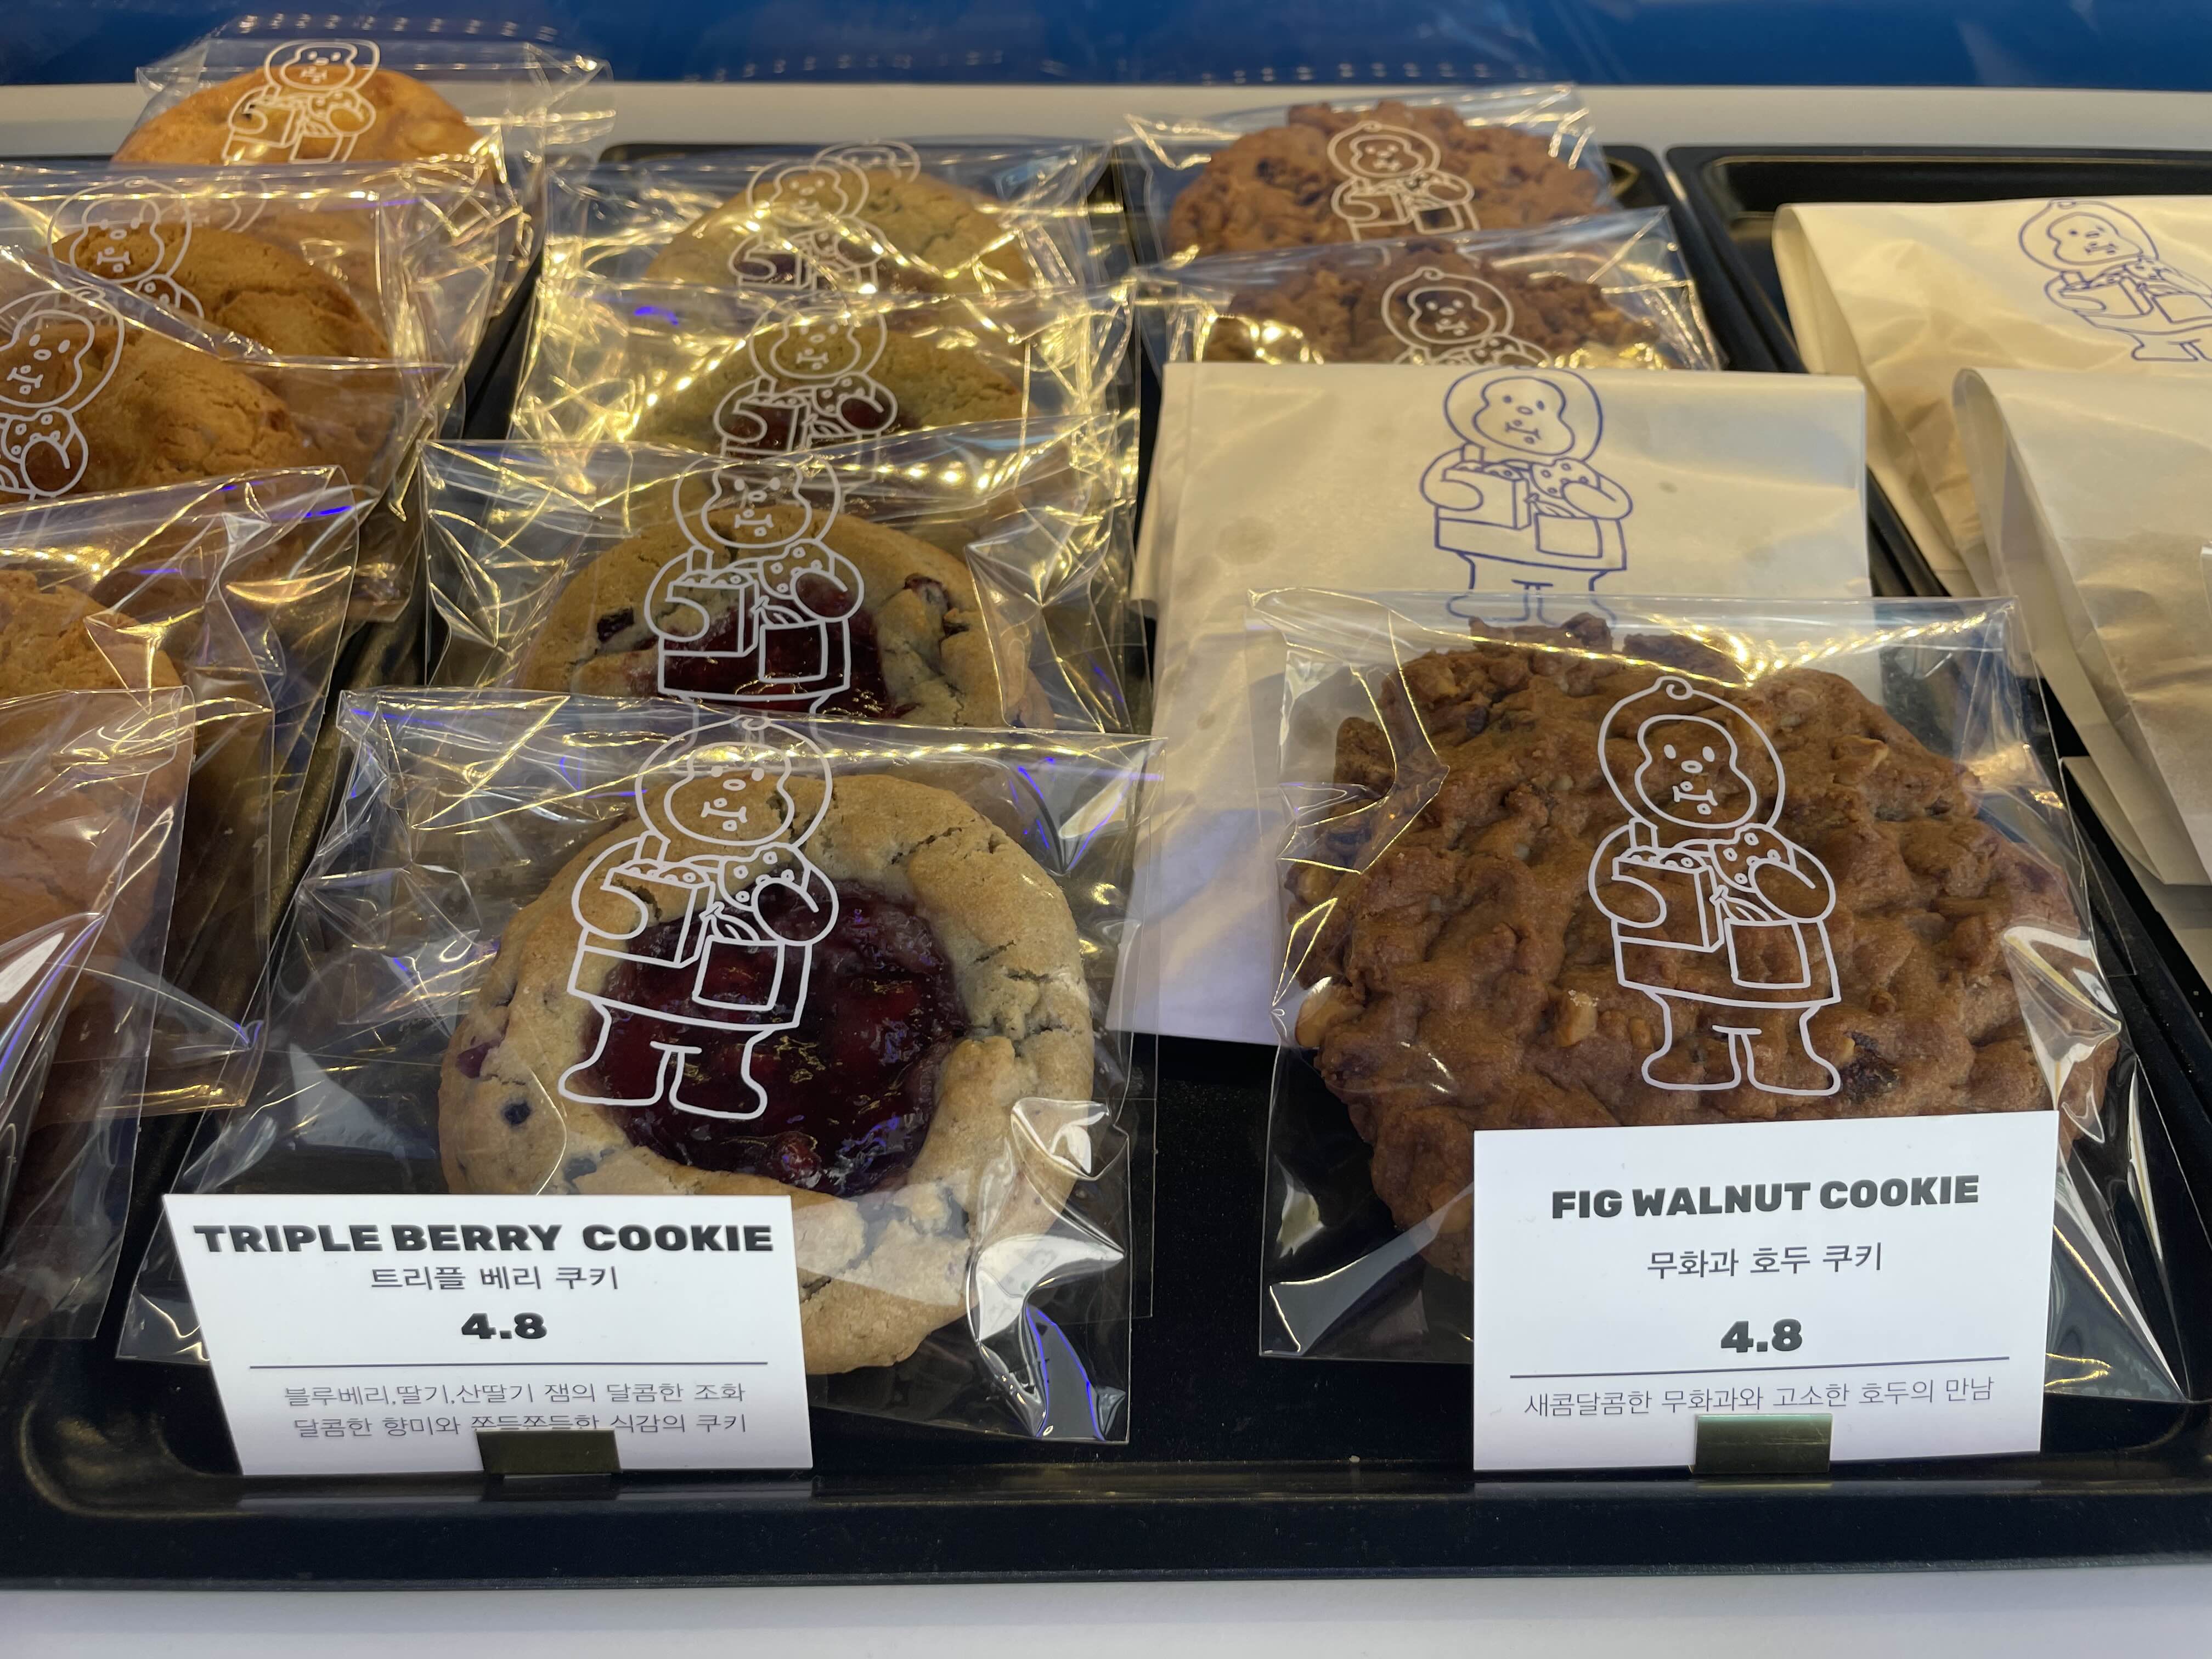 TRIPLE BERRY COOKIE
트리플 베리 쿠키
4.8
블루베리,딸기,산딸기 잼의 달콤한 조화
달콤한 향미와 쫀득쫀득한 식감의 쿠키
FIG WALNUT COOKIE
무화과 호두 쿠키
4.8
새콤달콤한 무화과와 고소한 호두의 만남